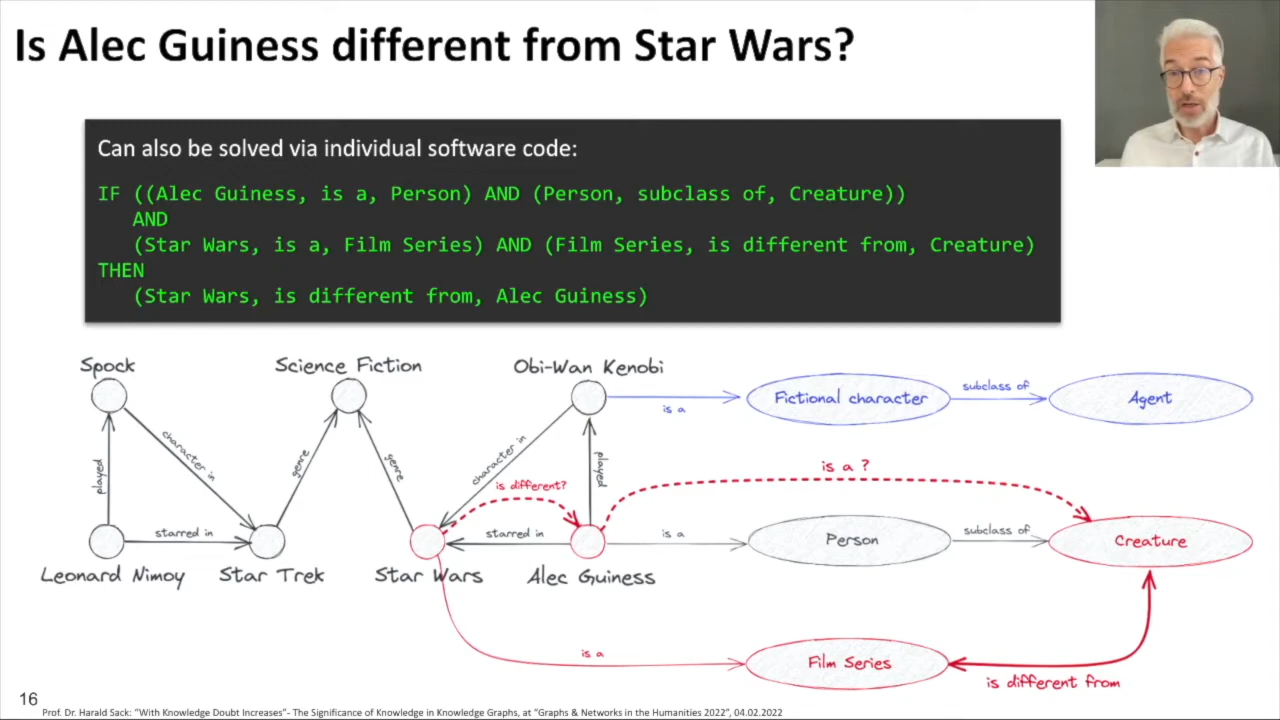 Is Alec Guiness different from Star Wars?
Can also be solved via individual software code:
IF ((Alec Guiness, is a, Person) AND (Person, subclass of, Creature))
AND
(Star Wars, is a, Film Series) AND (Film Series, is different from, Creature)
THEN
(Star Wars, is different from, Alec Guiness)
Spock
Science Fiction
Obi-Wan Kenobi
is a
Fictional character
subclass of
Agent
played
character in
genre
genre
character in
played
is different?
is a ?
starred in
starred in
is a
Person
subclass of
Creature
Leonard Nimoy
Star Trek
Star Wars
Alec Guiness
is a
Film Series
is different from
16
Prof. Dr. Harald Sack: "With Knowledge Doubt Increases"- The Significance of Knowledge in Knowledge Graphs, at "Graphs & Networks in the Humanities 2022", 04.02.2022